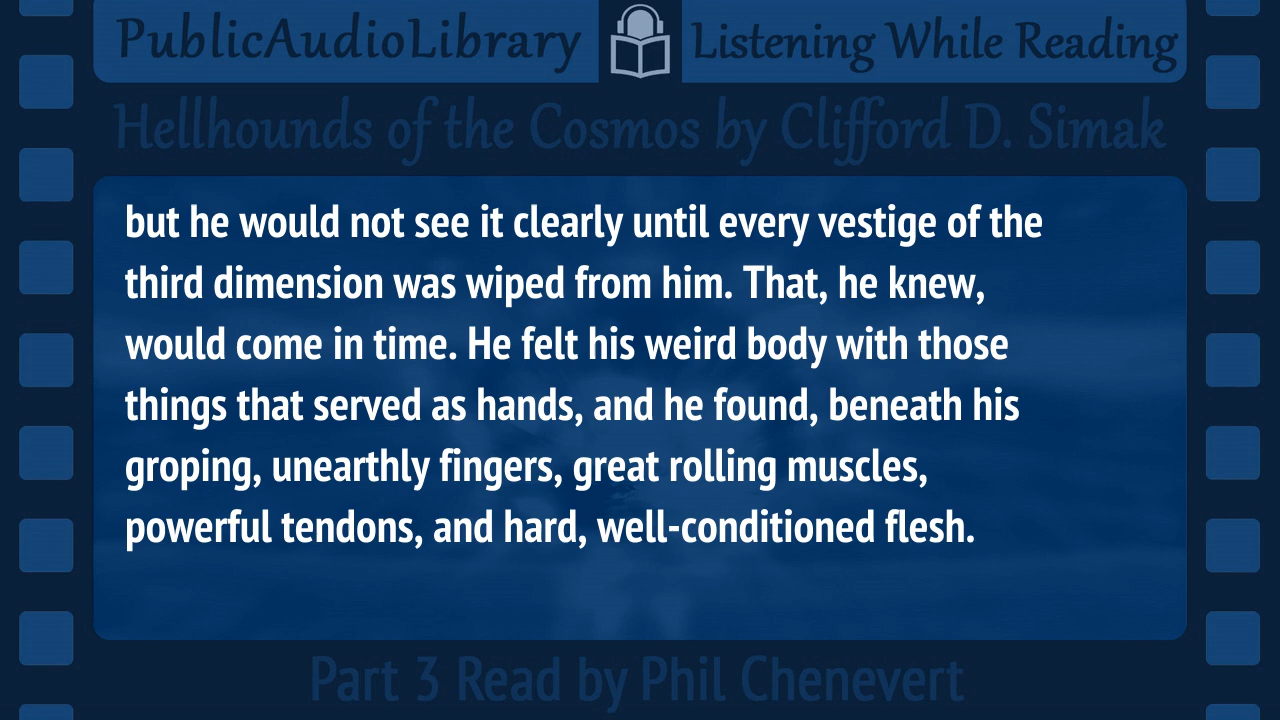 PublicAudioLibrary Listening While Reading
Hellhounds of the Cosmos by Clifford D. Simak
but he would not see it clearly until every vestige of the
third dimension was wiped from him. That, he knew,
would come in time. He felt his weird body with those
things that served as hands, and he found, beneath his
groping, unearthly fingers, great rolling muscles,
powerful tendons, and hard, well-conditioned flesh.
Part 3 Read by Phil Chenevert